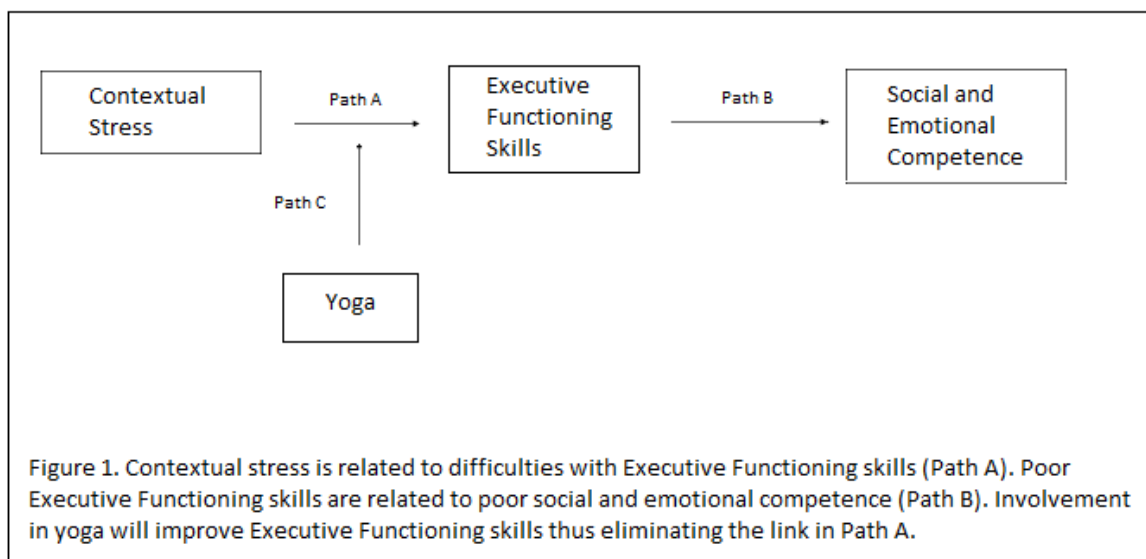 Contextual
Stress
Path A
Executive
Functioning
Skills
Path B
Social and
Emotional
Competence
Path C
Yoga
Figure 1. Contextual stress is related to difficulties with Executive Functioning skills (Path A). Poor
Executive Functioning skills are related to poor social and emotional competence (Path B). Involvement
in yoga will improve Executive Functioning skills thus eliminating the link in Path A.